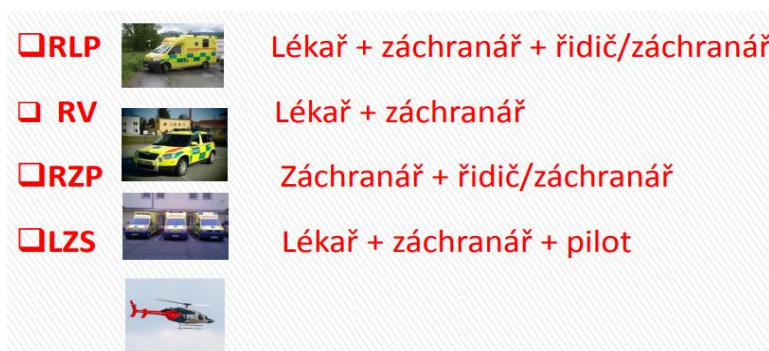 RLP Lékař + záchranář + řidič/záchranář
RV Lékař + záchranář
RZP Záchranář + řidič/záchranář
LZS Lékař + záchranář + pilot